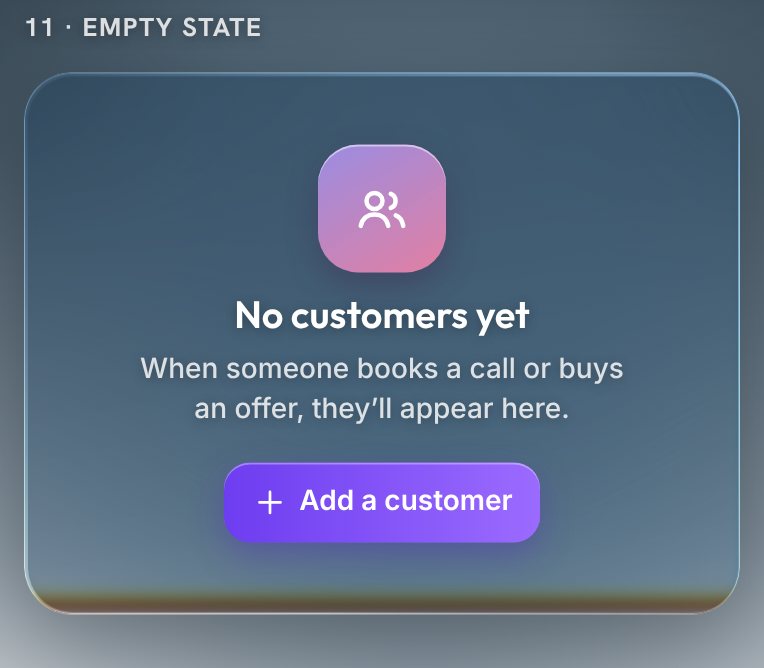 11 · EMPTY STATE
No customers yet
When someone books a call or buys
an offer, they’ll appear here.
Add a customer